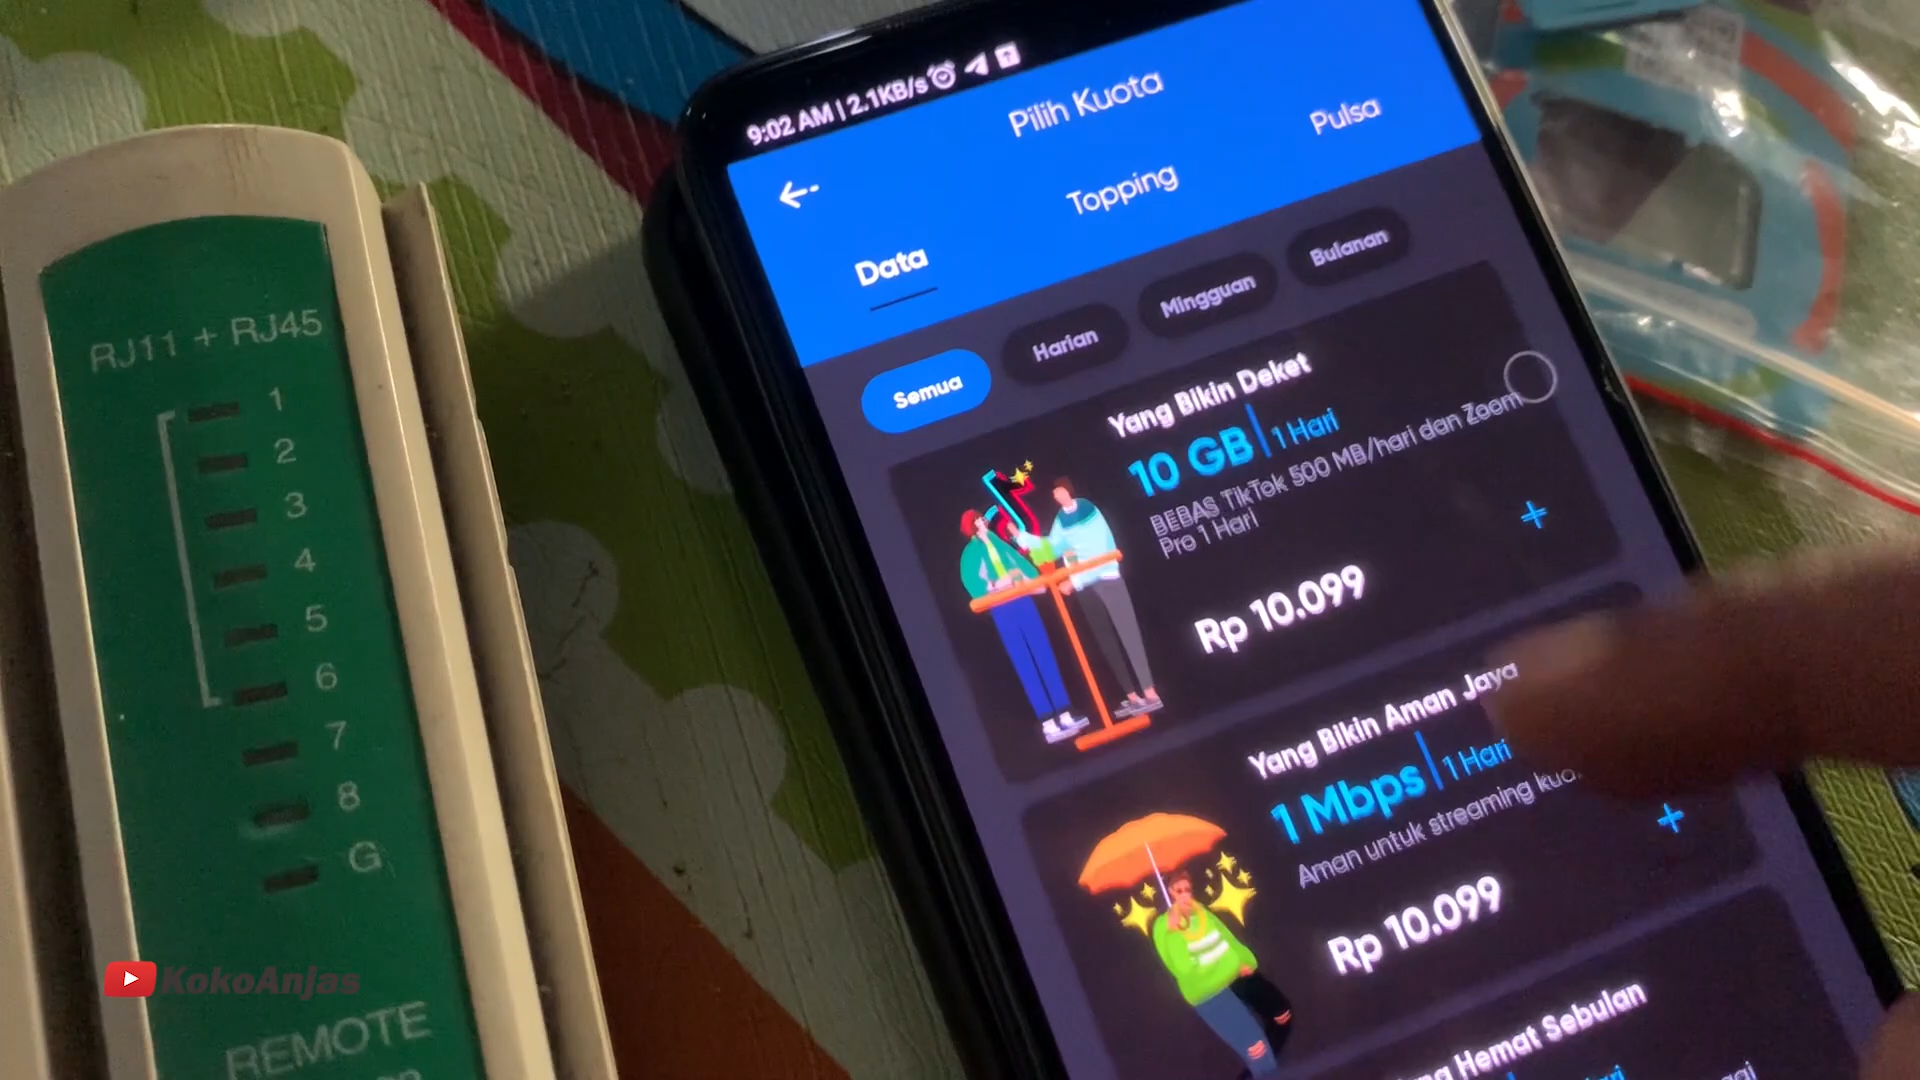 9:02 AM | 2.1KB/s
Pilih Kuota
Data
Topping
Pulsa
Semua
Harian
Mingguan
Bulanan
Yang Bikin Deket
10 GB | 1 Hari
BEBAS TikTok 500 MB/hari dan Zoom
Pro 1 Hari
Rp 10.099
Yang Bikin Aman Jaya
1 Mbps | 1 Hari
Aman untuk streaming
Rp 10.099
Hemat Sebulan
Hari
RJ11 + RJ45
1
2
3
4
5
6
7
8
G
REMOTE
KokoAnjas